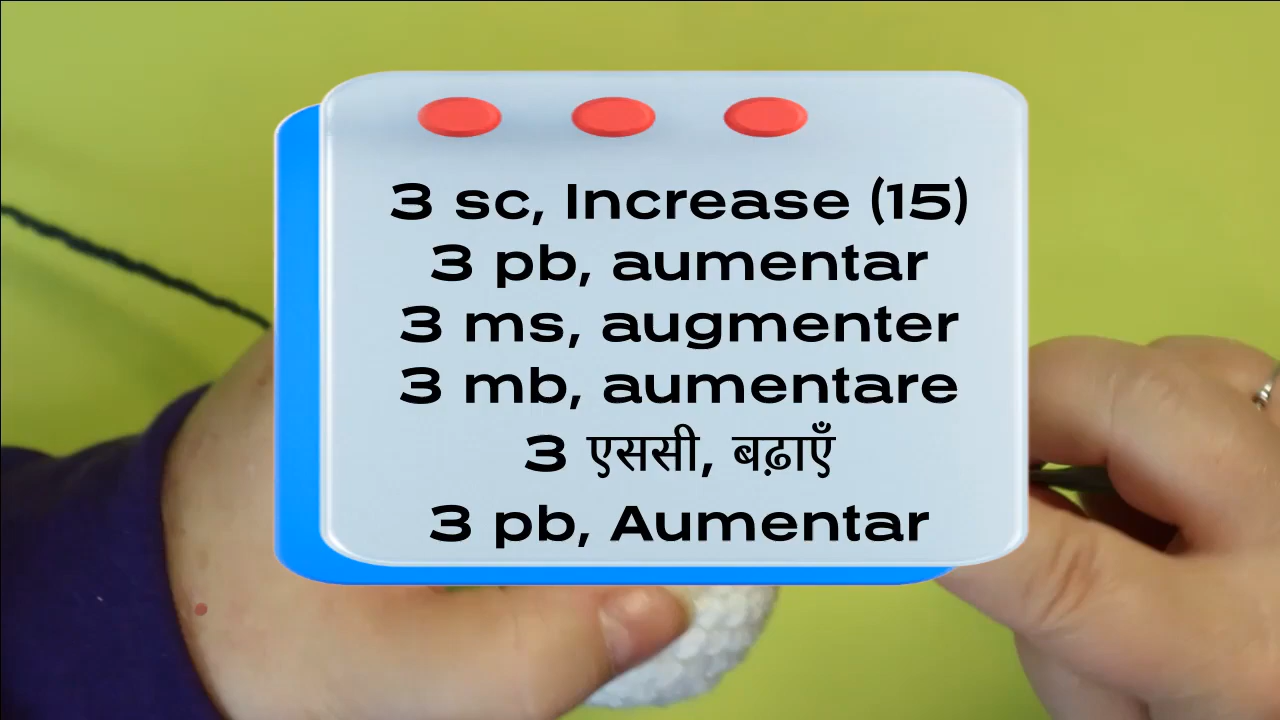 3 sc, Increase (15)
3 pb, aumentar
3 ms, augmenter
3 mb, aumentare
3 एससी, बढ़ाएँ
3 pb, Aumentar